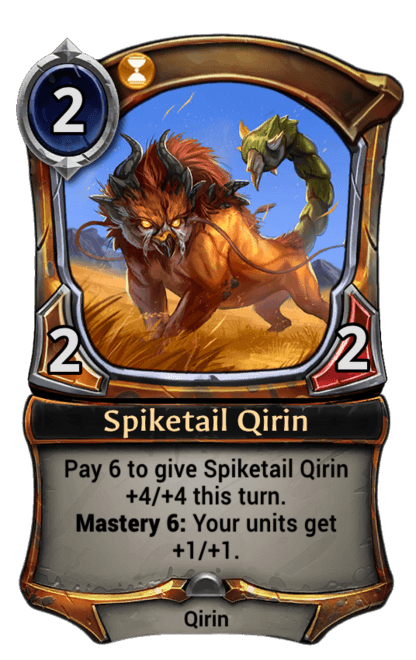 2
2
2
Spiketail Qirin
Pay 6 to give Spiketail Qirin
+4/+4 this turn.
Mastery 6: Your units get
+1/+1.
Qirin